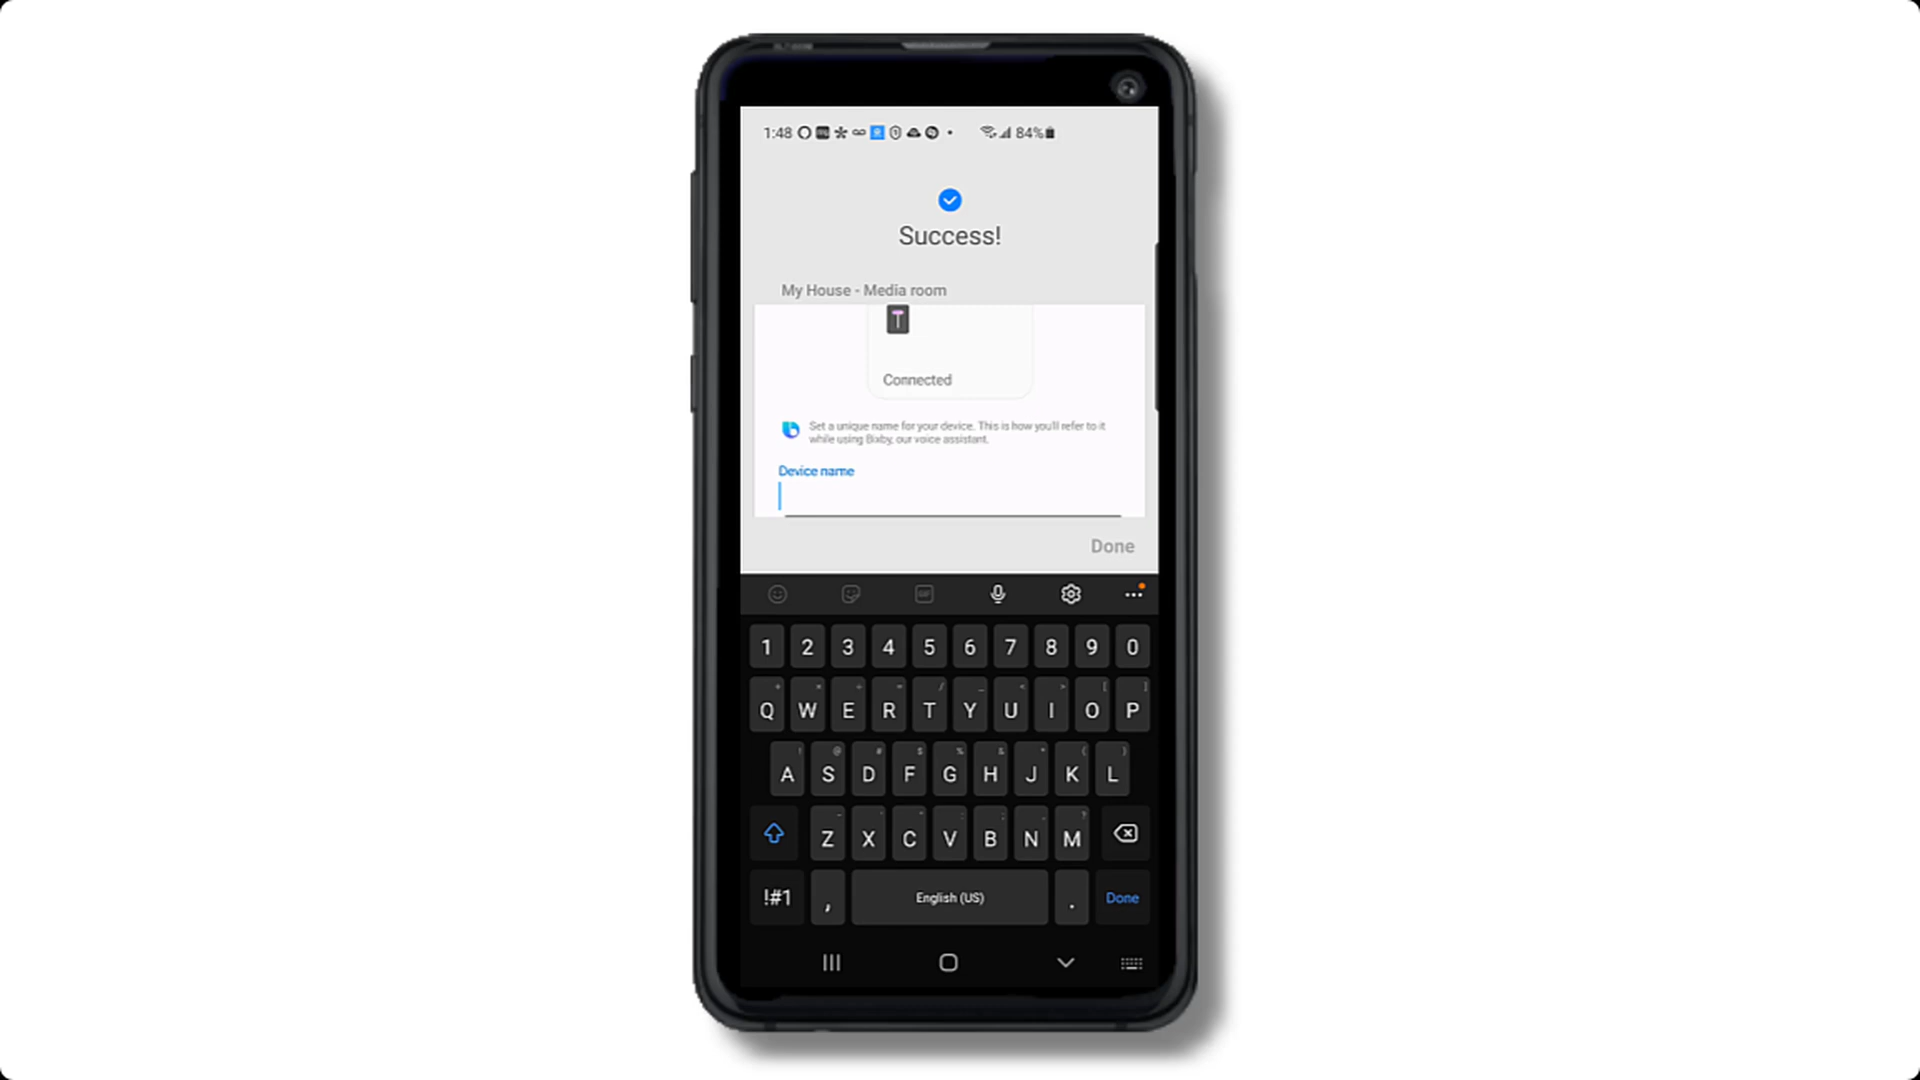 1:48 84%
Success!
My House - Media room
T
Connected
Set a unique name for your device. This is how you'll refer to it
while using Bixby, our voice assistant.
Device name
Done
GIF
1 2 3 4 5 6 7 8 9 0
Q W E R T Y U I O P
A S D F G H J K L
Z X C V B N M
!#1 , English (US) . Done